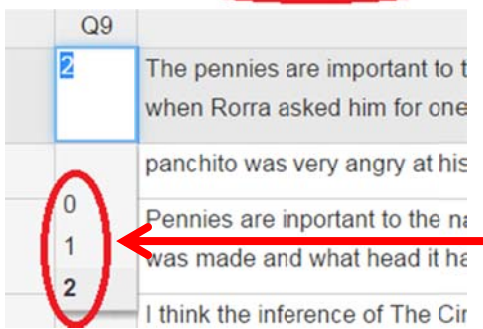 Q9
2
The pennies are important to t
when Rorra asked him for one
panchito was very angry at his
0
Pennies are inportant to the na
1
was made and what head it ha
2
I think the inference of The Cir